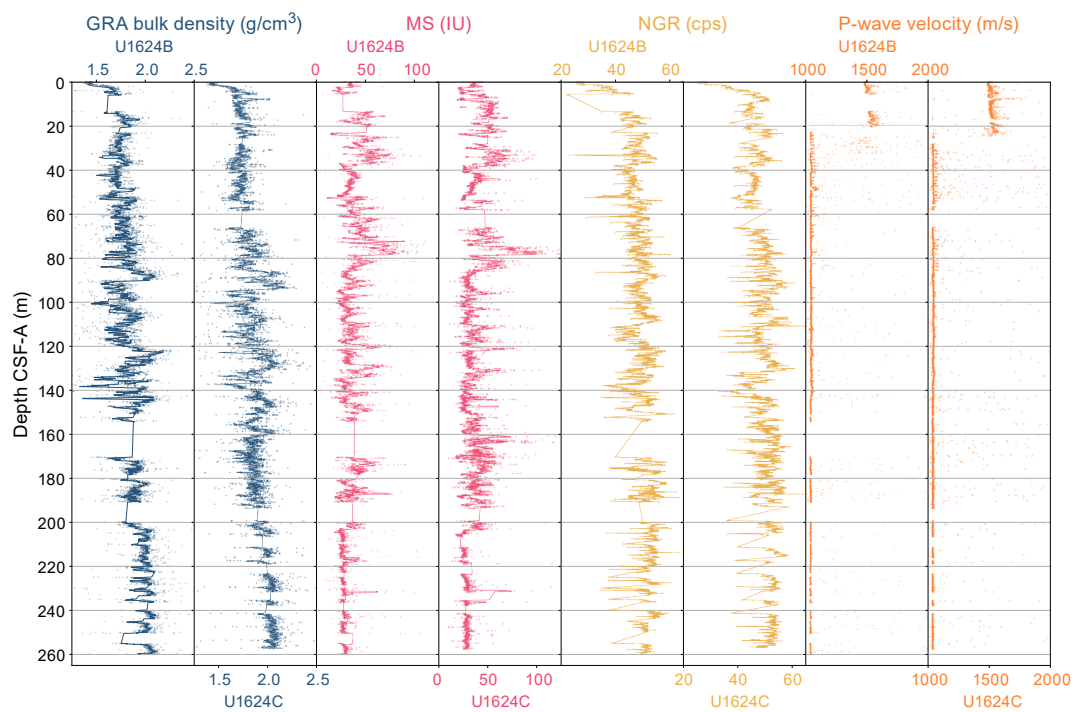 GRA bulk density (g/cm³) MS (IU) NGR (cps) P-wave velocity (m/s)
U1624B U1624B U1624B U1624B
1.5 2.0 2.5 0 50 100 20 40 60 1000 1500 2000
0
20
40
60
80
100
120
140
160
180
200
220
240
260
Depth CSF-A (m)
1.5 2.0 2.5 0 50 100 20 40 60 1000 1500 2000
U1624C U1624C U1624C U1624C